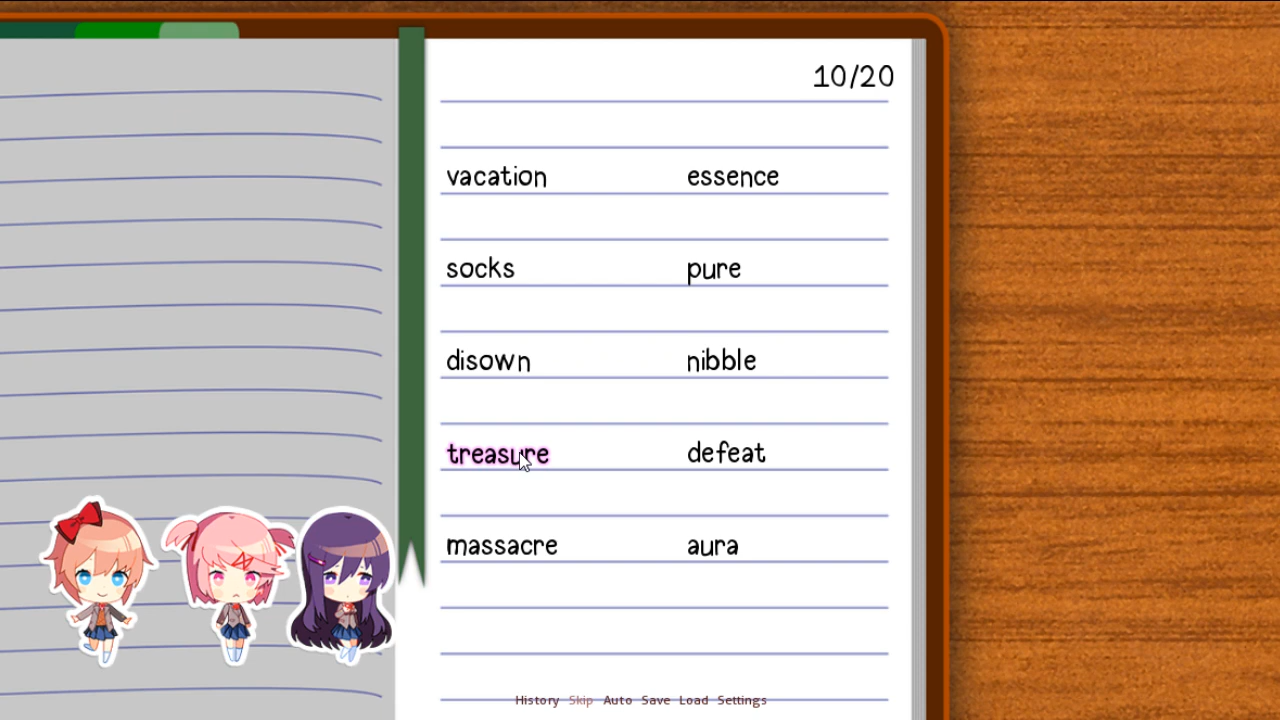 10/20
vacation essence
socks pure
disown nibble
treasure defeat
massacre aura
History Skip Auto Save Load Settings